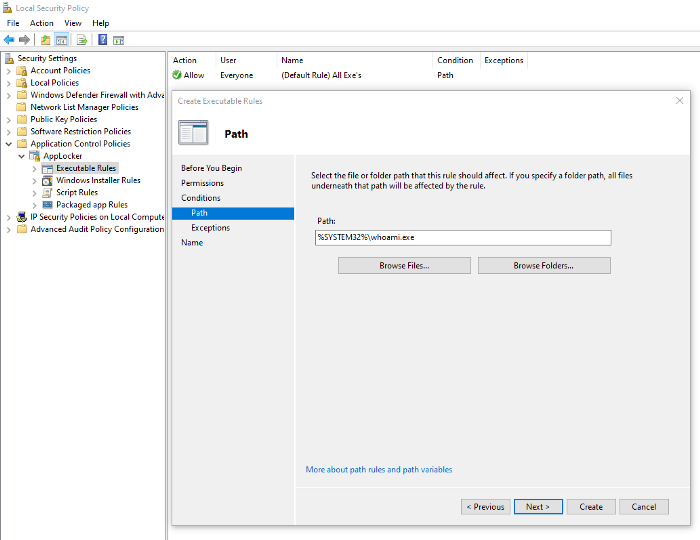 Local Security Policy
File Action View Help
Security Settings
Account Policies
Local Policies
Windows Defender Firewall with Adva
Network List Manager Policies
Public Key Policies
Software Restriction Policies
Application Control Policies
AppLocker
Executable Rules
Windows Installer Rules
Script Rules
Packaged app Rules
IP Security Policies on Local Compute
Advanced Audit Policy Configuration
Action User Name Condition Exceptions
Allow Everyone (Default Rule) All Exe's Path
Create Executable Rules
Path
Before You Begin
Permissions
Conditions
Path
Exceptions
Name
Select the file or folder path that this rule should affect. If you specify a folder path, all files
underneath that path will be affected by the rule.
Path:
%SYSTEM32%\whoami.exe
Browse Files... Browse Folders...
More about path rules and path variables
< Previous Next > Create Cancel